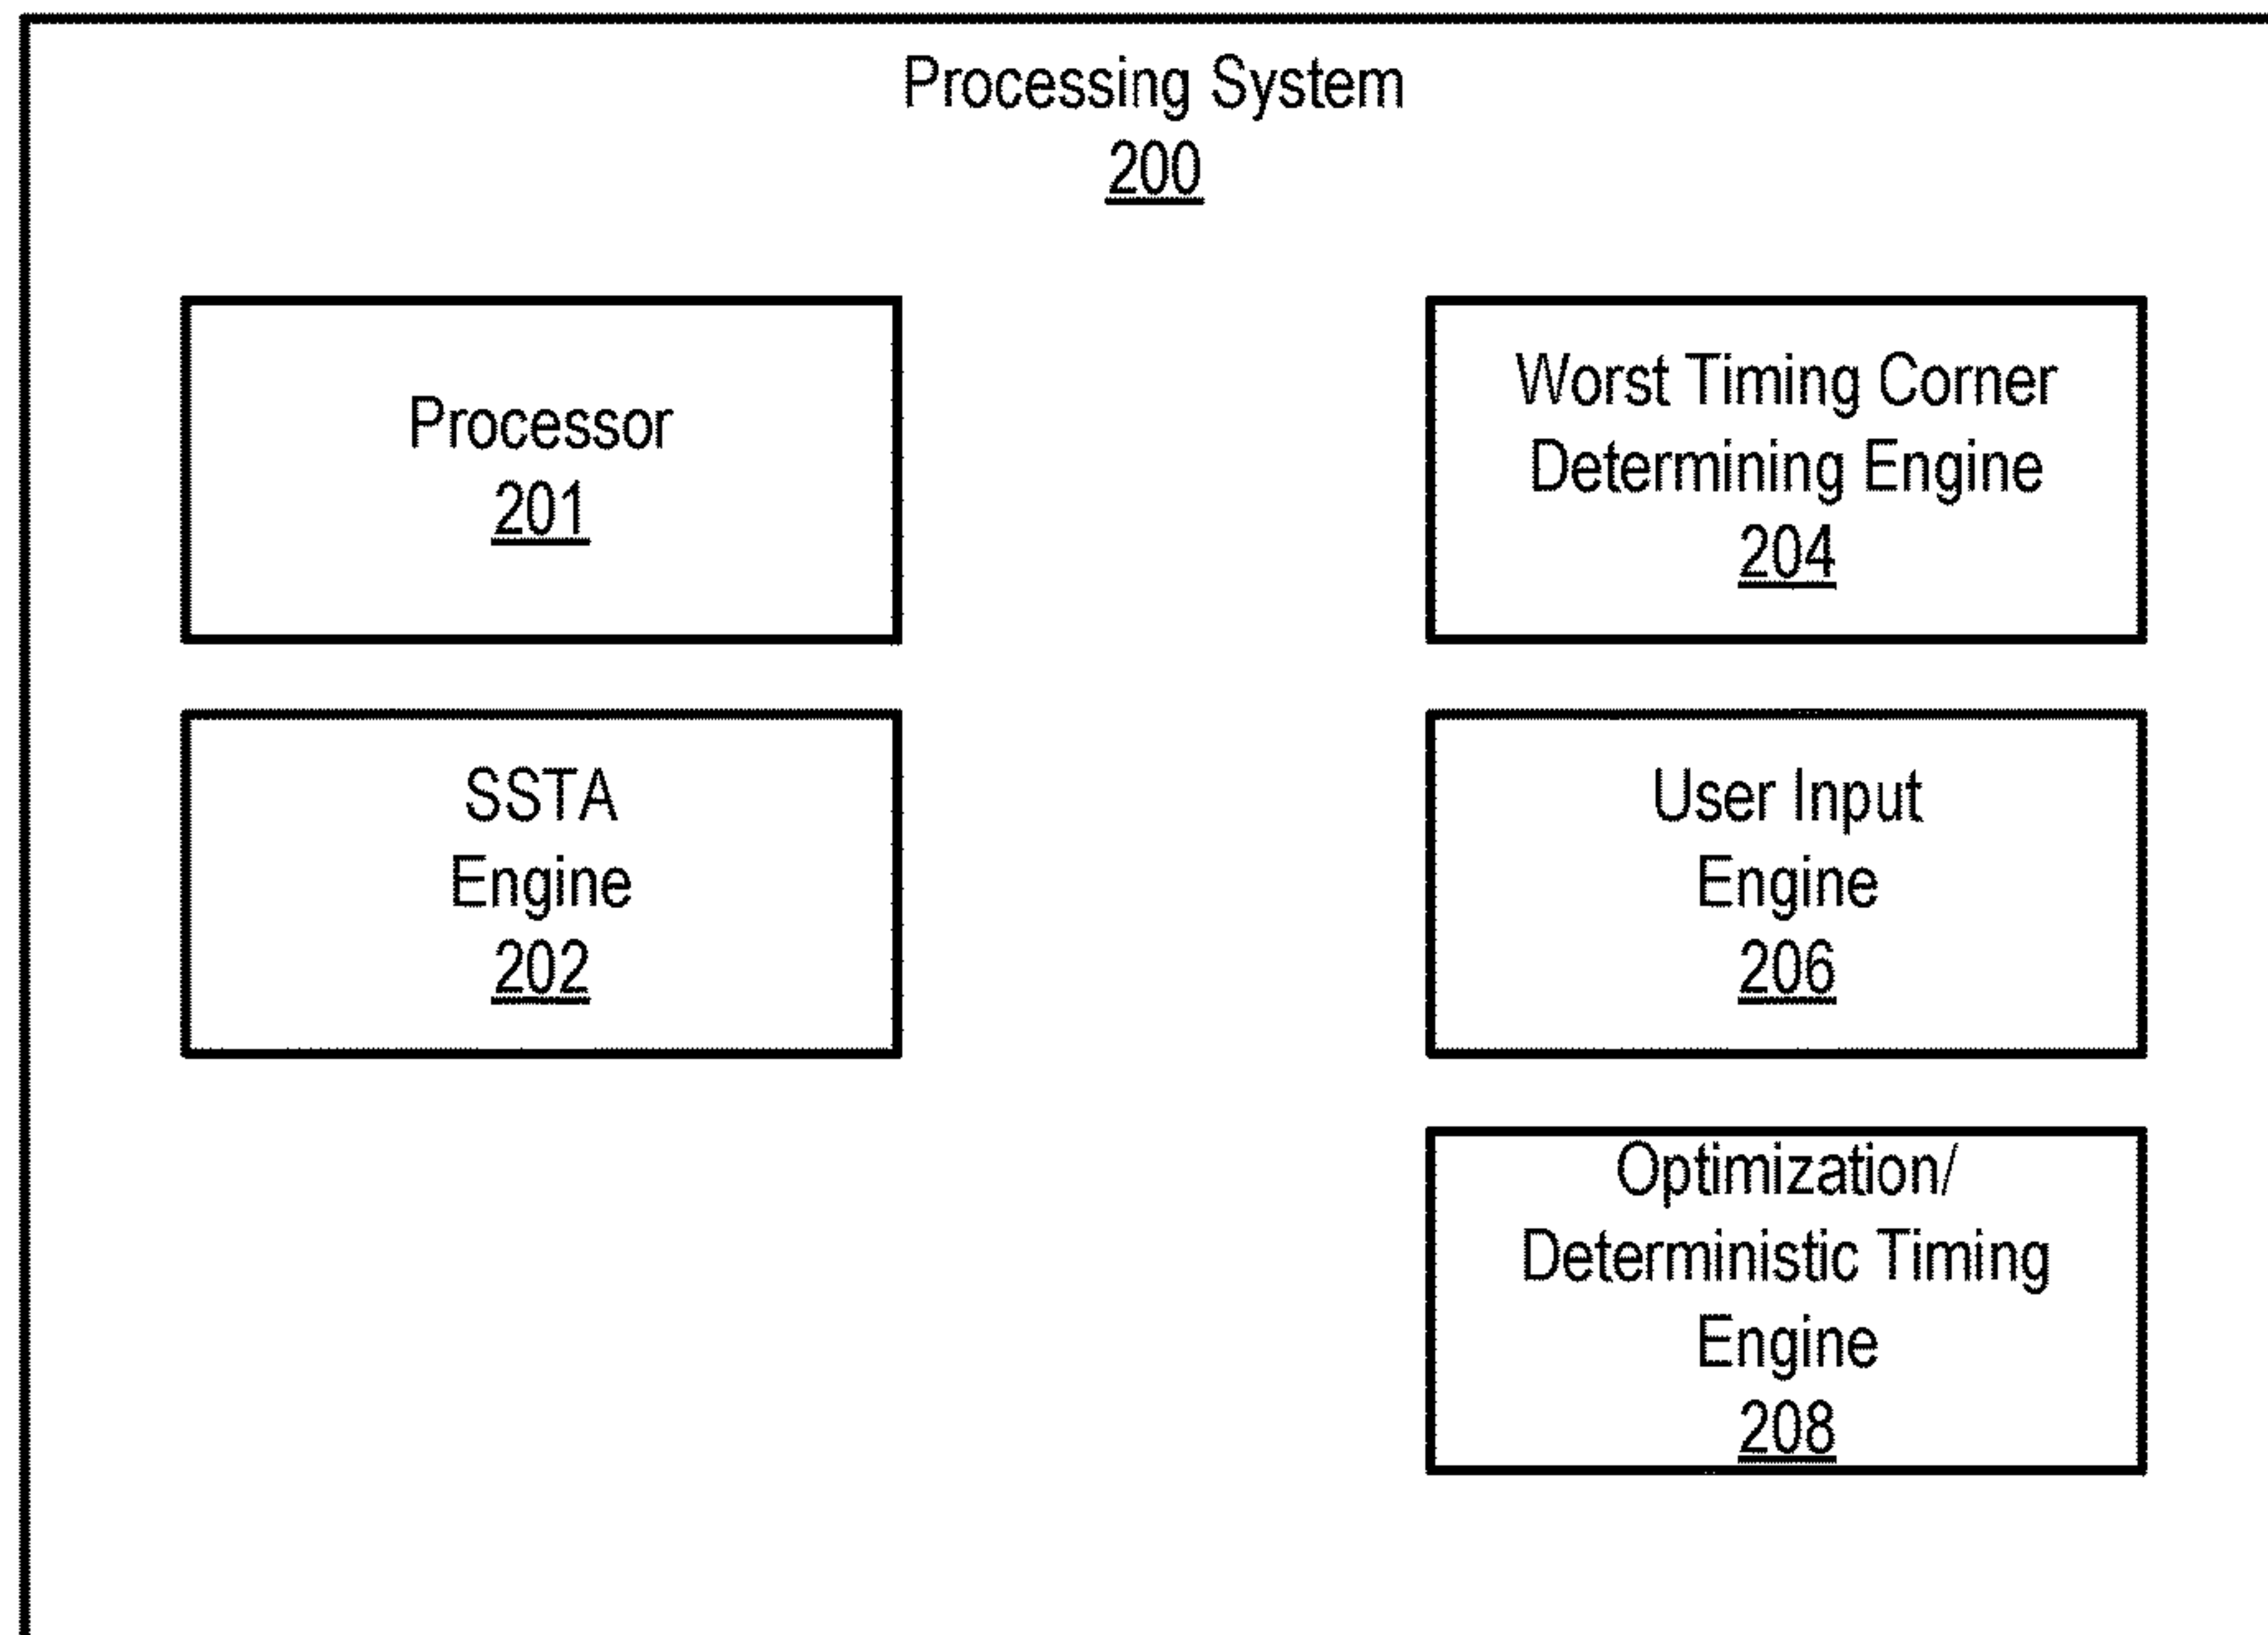 Processing System
200
Processor
201
Worst Timing Corner
Determining Engine
204
SSTA
Engine
202
User Input
Engine
206
Optimization/
Deterministic Timing
Engine
208